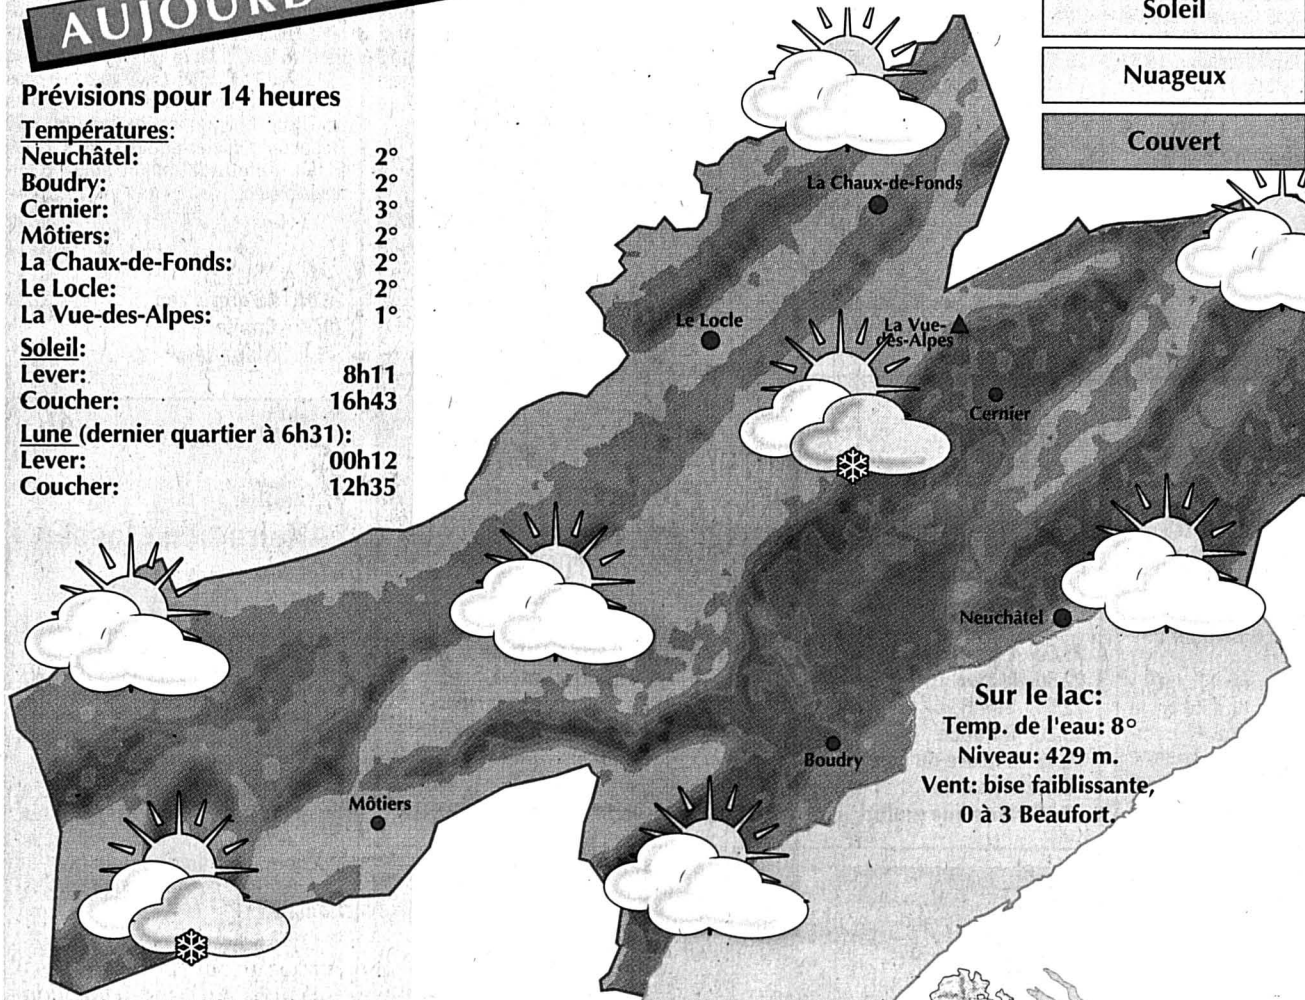 Prévisions pour 14 heures
Températures:
Neuchâtel: 2°
Boudry: 2°
Cernier: 3°
Môtiers: 2°
La Chaux-de-Fonds: 2°
Le Locle: 2°
La Vue-des-Alpes: 1°
Soleil:
Lever: 8h11
Coucher: 16h43
Lune (dernier quartier à 6h31):
Lever: 00h12
Coucher: 12h35
Soleil
Nuageux
Couvert
La Chaux-de-Fonds
Le Locle
La Vue-
des-Alpes
Cernier
Neuchâtel
Boudry
Môtiers
Sur le lac:
Temp. de l'eau: 8°
Niveau: 429 m.
Vent: bise faiblissante,
0 à 3 Beaufort.